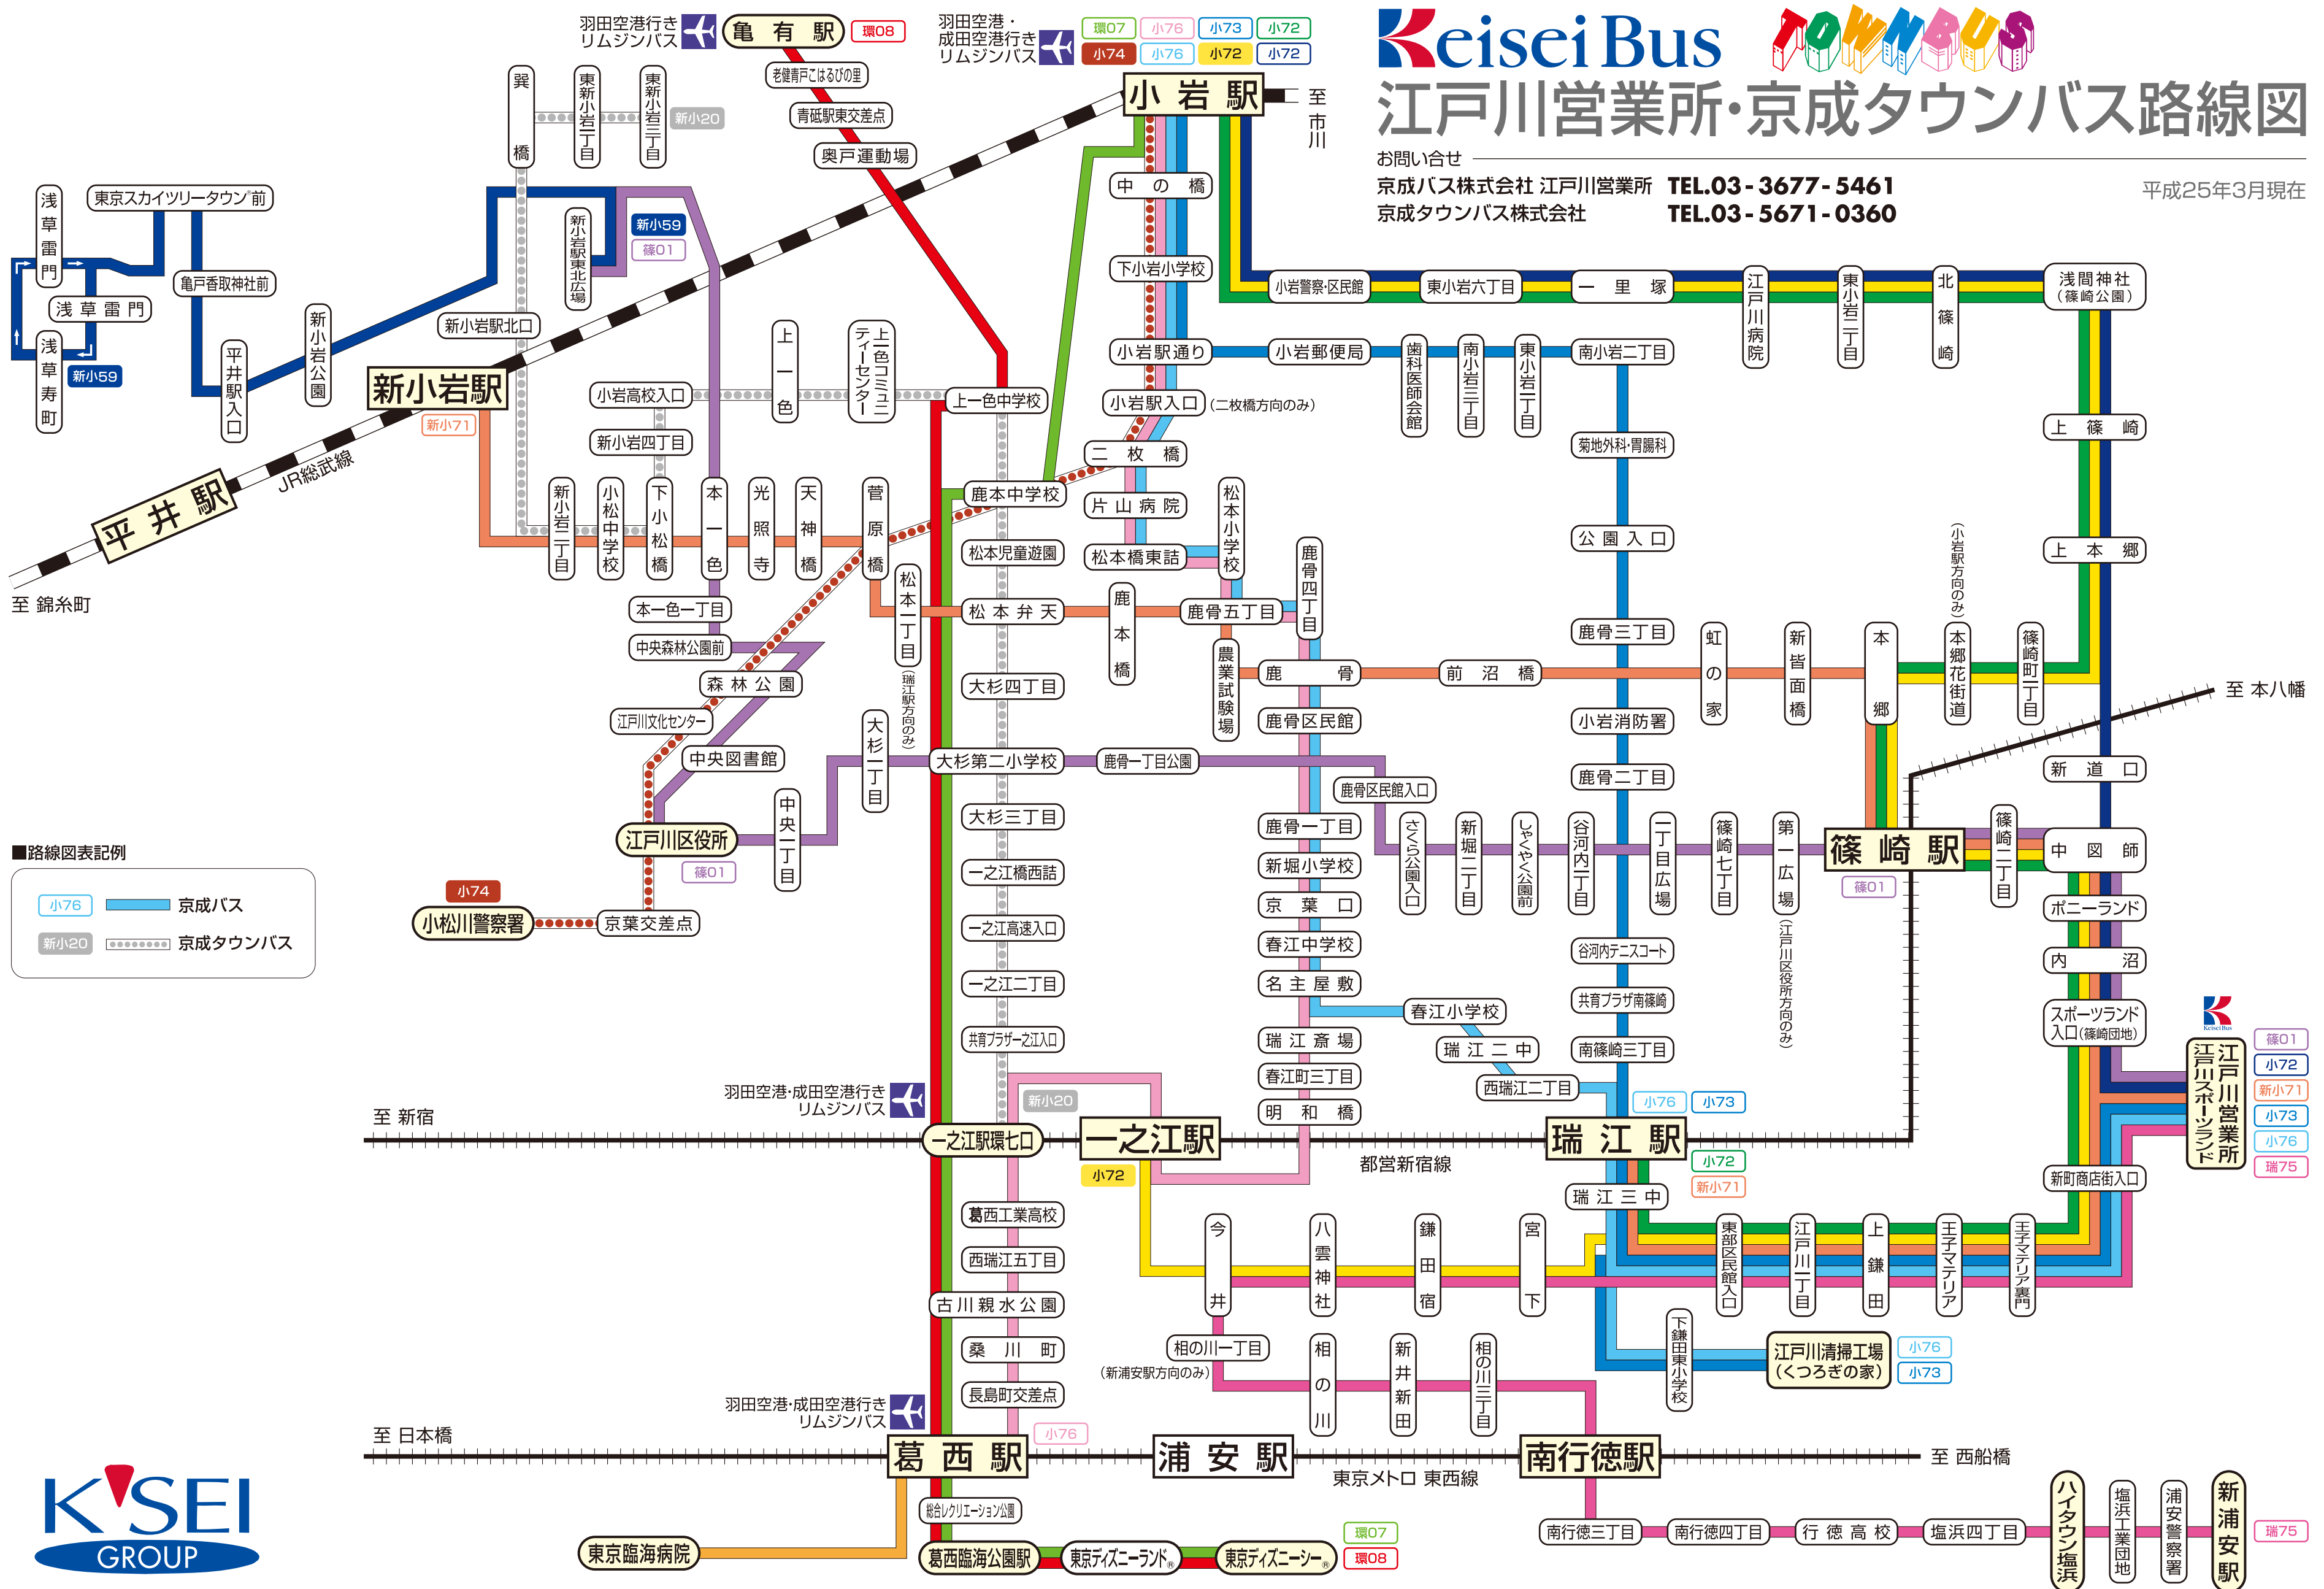 Keisei Bus TOWNBUS
江戸川営業所・京成タウンバス路線図
お問い合せ
京成バス株式会社 江戸川営業所 TEL.03-3677-5461
京成タウンバス株式会社 TEL.03-5671-0360
平成25年3月現在
羽田空港行き
リムジンバス
亀有駅
環08
羽田空港・
成田空港行き
リムジンバス
環07 小76 小73 小72
小74 小76 小72 小72
小岩駅
至 市川
老健青戸こはるびの里
青砥駅東交差点
奥戸運動場
巽橋
東新小岩一丁目
東新小岩三丁目
新小20
浅草雷門
東京スカイツリータウン®前
亀戸香取神社前
浅草雷門
浅草寿町
新小59
平井駅入口
新小岩公園
新小岩駅東北広場
新小59
篠01
新小岩駅北口
新小岩駅
新小71
平井駅
JR総武線
至 錦糸町
小岩高校入口
上一色
上一色コミュニ
ティーセンター
上一色中学校
新小岩四丁目
新小岩二丁目
小松中学校
下小松橋
本一色
光照寺
天神橋
菅原橋
鹿本中学校
松本児童遊園
松本一丁目
(瑞江駅方向のみ)
松本弁天
鹿本橋
鹿骨五丁目
鹿骨四丁目
中の橋
下小岩小学校
小岩駅通り
小岩駅入口
(二枚橋方向のみ)
二枚橋
片山病院
松本橋東詰
松本小学校
小岩警察・区民館
東小岩六丁目
一里塚
江戸川病院
東小岩二丁目
北篠崎
浅間神社
(篠崎公園)
小岩郵便局
歯科医師会館
南小岩三丁目
東小岩一丁目
南小岩二丁目
菊地外科・胃腸科
公園入口
鹿骨三丁目
小岩消防署
鹿骨二丁目
谷河内テニスコート
共育プラザ南篠崎
南篠崎三丁目
上篠崎
上本郷
(小岩駅方向のみ)
本郷花街道
篠崎町一丁目
本郷
新皆面橋
虹の家
前沼橋
鹿骨
農業試験場
至 本八幡
新道口
本一色一丁目
中央森林公園前
森林公園
江戸川文化センター
中央図書館
江戸川区役所
篠01
中央一丁目
大杉一丁目
小74
小松川警察署
京葉交差点
大杉四丁目
大杉第二小学校
鹿骨一丁目公園
大杉三丁目
一之江橋西詰
一之江高速入口
一之江二丁目
共育プラザ一之江入口
鹿骨区民館
鹿骨区民館入口
鹿骨一丁目
新堀小学校
京葉口
春江中学校
名主屋敷
瑞江斎場
春江町三丁目
明和橋
春江小学校
瑞江二中
西瑞江二丁目
さくら公園入口
新堀二丁目
しゃくやく公園前
谷河内一丁目
一丁目広場
篠崎七丁目
第一広場
(江戸川区役所方向のみ)
篠崎駅
篠01
篠崎二丁目
中図師
ポニーランド
内沼
スポーツランド
入口(篠崎団地)
KeiseiBus
江戸川営業所
江戸川スポーツランド
篠01
小72
新小71
小73
小76
瑞75
新町商店街入口
■路線図表記例
小76 京成バス
新小20 京成タウンバス
羽田空港・成田空港行き
リムジンバス
新小20
至 新宿
一之江駅環七口
一之江駅
小72
都営新宿線
瑞江駅
小76 小73
小72
新小71
瑞江三中
葛西工業高校
西瑞江五丁目
古川親水公園
桑川町
長島町交差点
今井
八雲神社
鎌田宿
宮下
東部区民館入口
江戸川一丁目
上鎌田
王子マテリア
王子マテリア裏門
相の川一丁目
(新浦安駅方向のみ)
相の川
新井新田
相の川三丁目
下鎌田東小学校
江戸川清掃工場
(くつろぎの家)
小76
小73
羽田空港・成田空港行き
リムジンバス
小76
至 日本橋
葛西駅
浦安駅
東京メトロ 東西線
南行徳駅
至 西船橋
総合レクリエーション公園
東京臨海病院
葛西臨海公園駅
東京ディズニーランド®
東京ディズニーシー®
環07
環08
南行徳三丁目
南行徳四丁目
行徳高校
塩浜四丁目
ハイタウン塩浜
塩浜工業団地
浦安警察署
新浦安駅
瑞75
K'SEI
GROUP